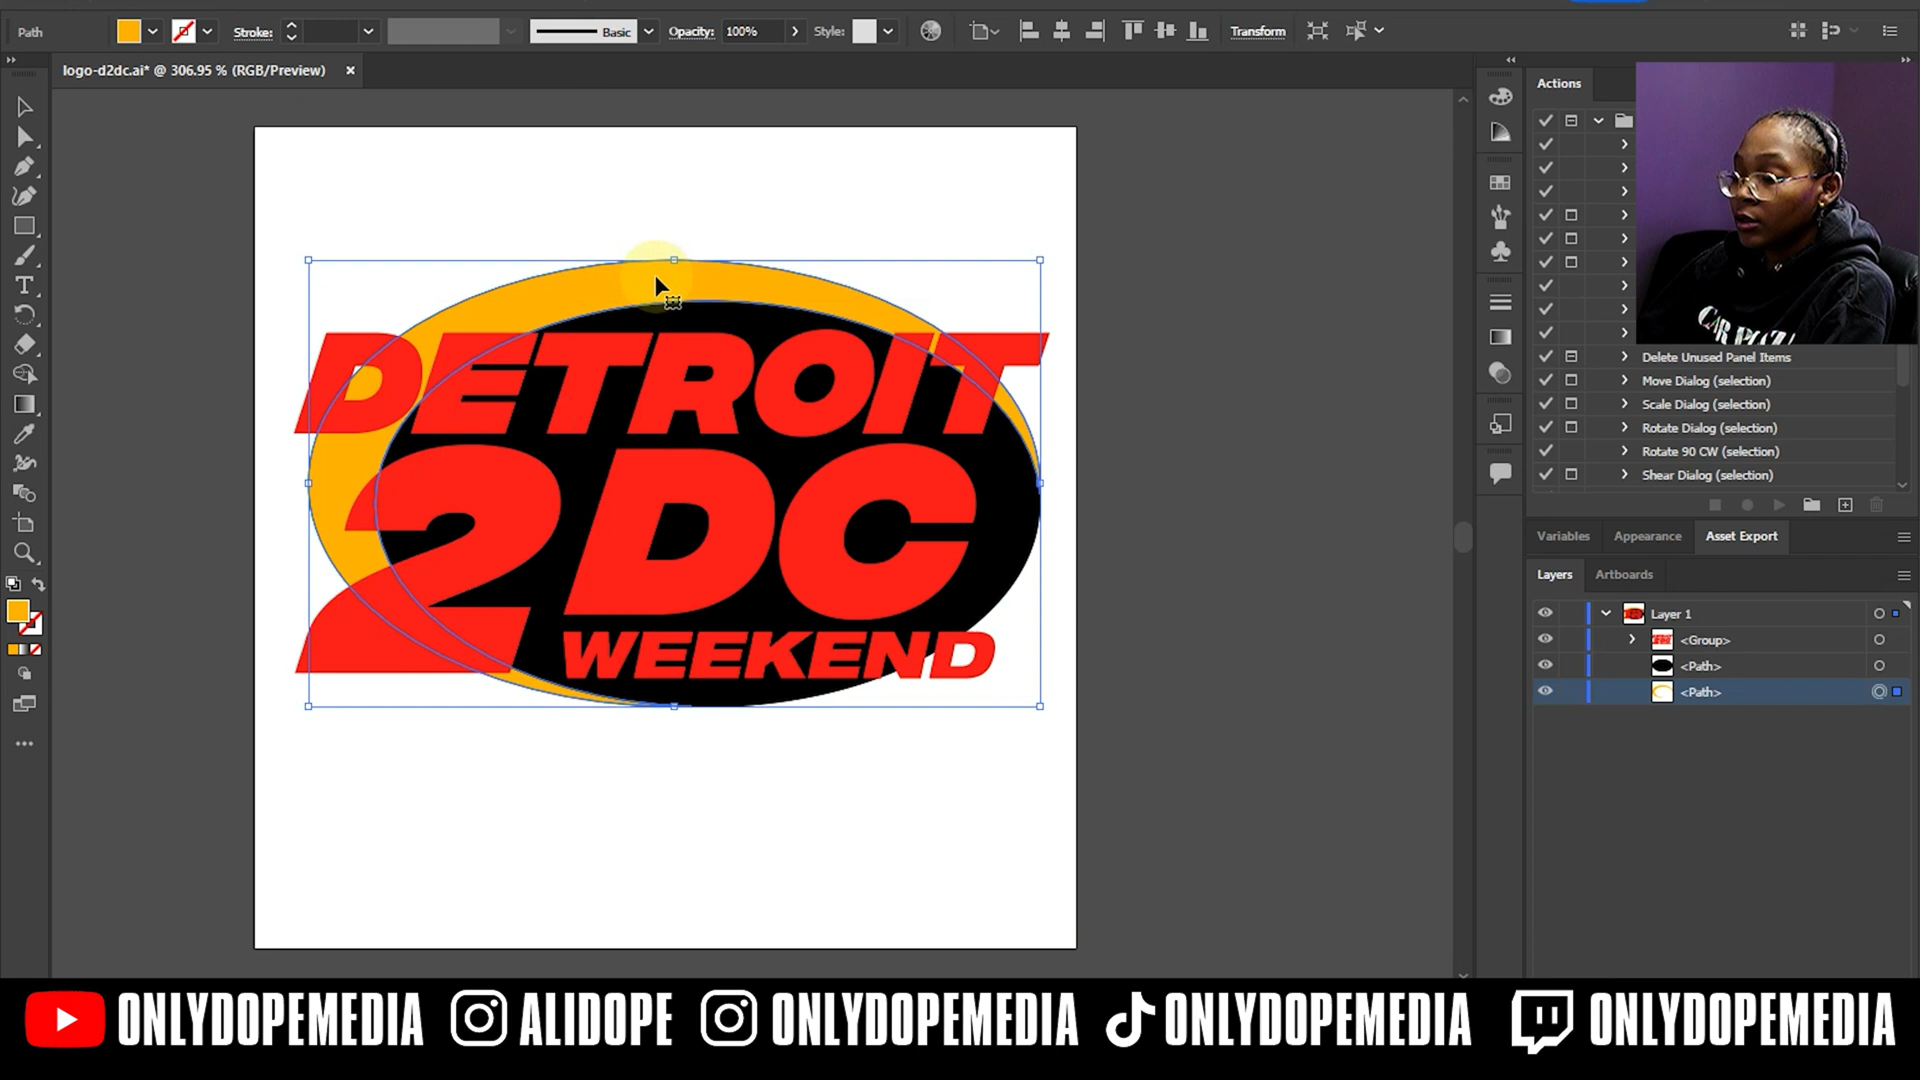 Path
Stroke:
Basic
Opacity:
100%
Style:
Transform
logo-d2dc.ai* @ 306.95 % (RGB/Preview)
Actions
DETROIT
2DC
WEEKEND
Delete Unused Panel Items
Move Dialog (selection)
Scale Dialog (selection)
Rotate Dialog (selection)
Rotate 90 CW (selection)
Shear Dialog (selection)
Variables
Appearance
Asset Export
Layers
Artboards
Layer 1
<Group>
<Path>
<Path>
ONLYDOPEMEDIA
ALIDOPE
ONLYDOPEMEDIA
ONLYDOPEMEDIA
ONLYDOPEMEDIA